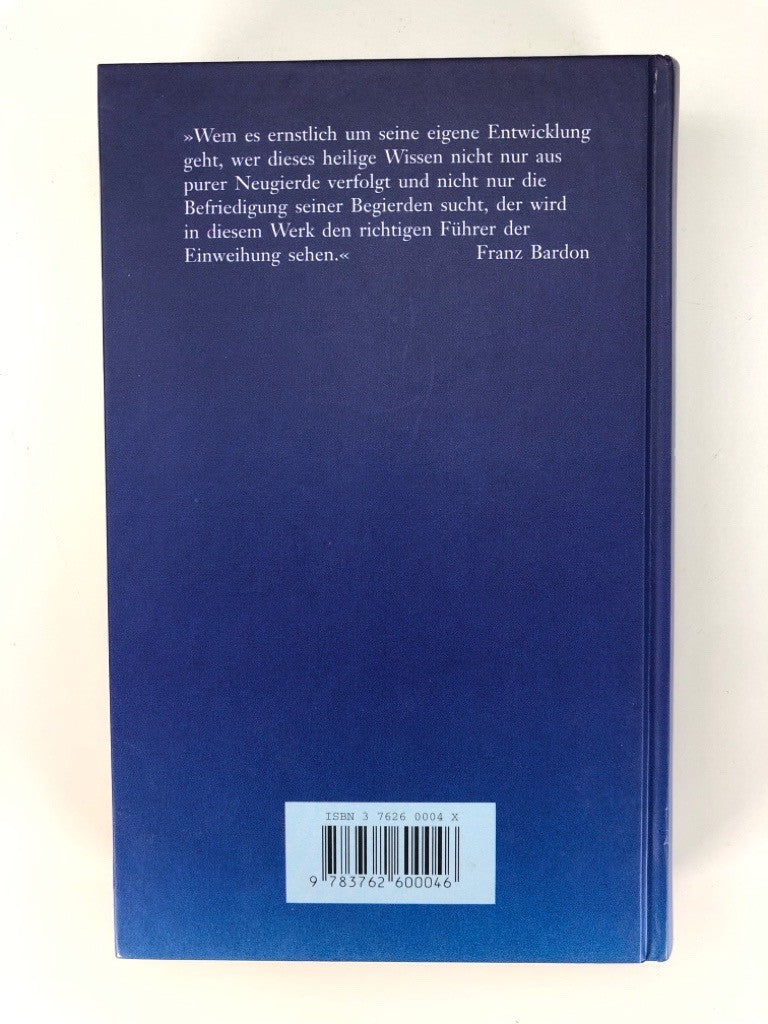 »Wem es ernstlich um seine eigene Entwicklung
geht, wer dieses heilige Wissen nicht nur aus
purer Neugierde verfolgt und nicht nur die
Befriedigung seiner Begierden sucht, der wird
in diesem Werk den richtigen Führer der
Einweihung sehen.« Franz Bardon
ISBN 3 7626 0004 X
9 783762 600046